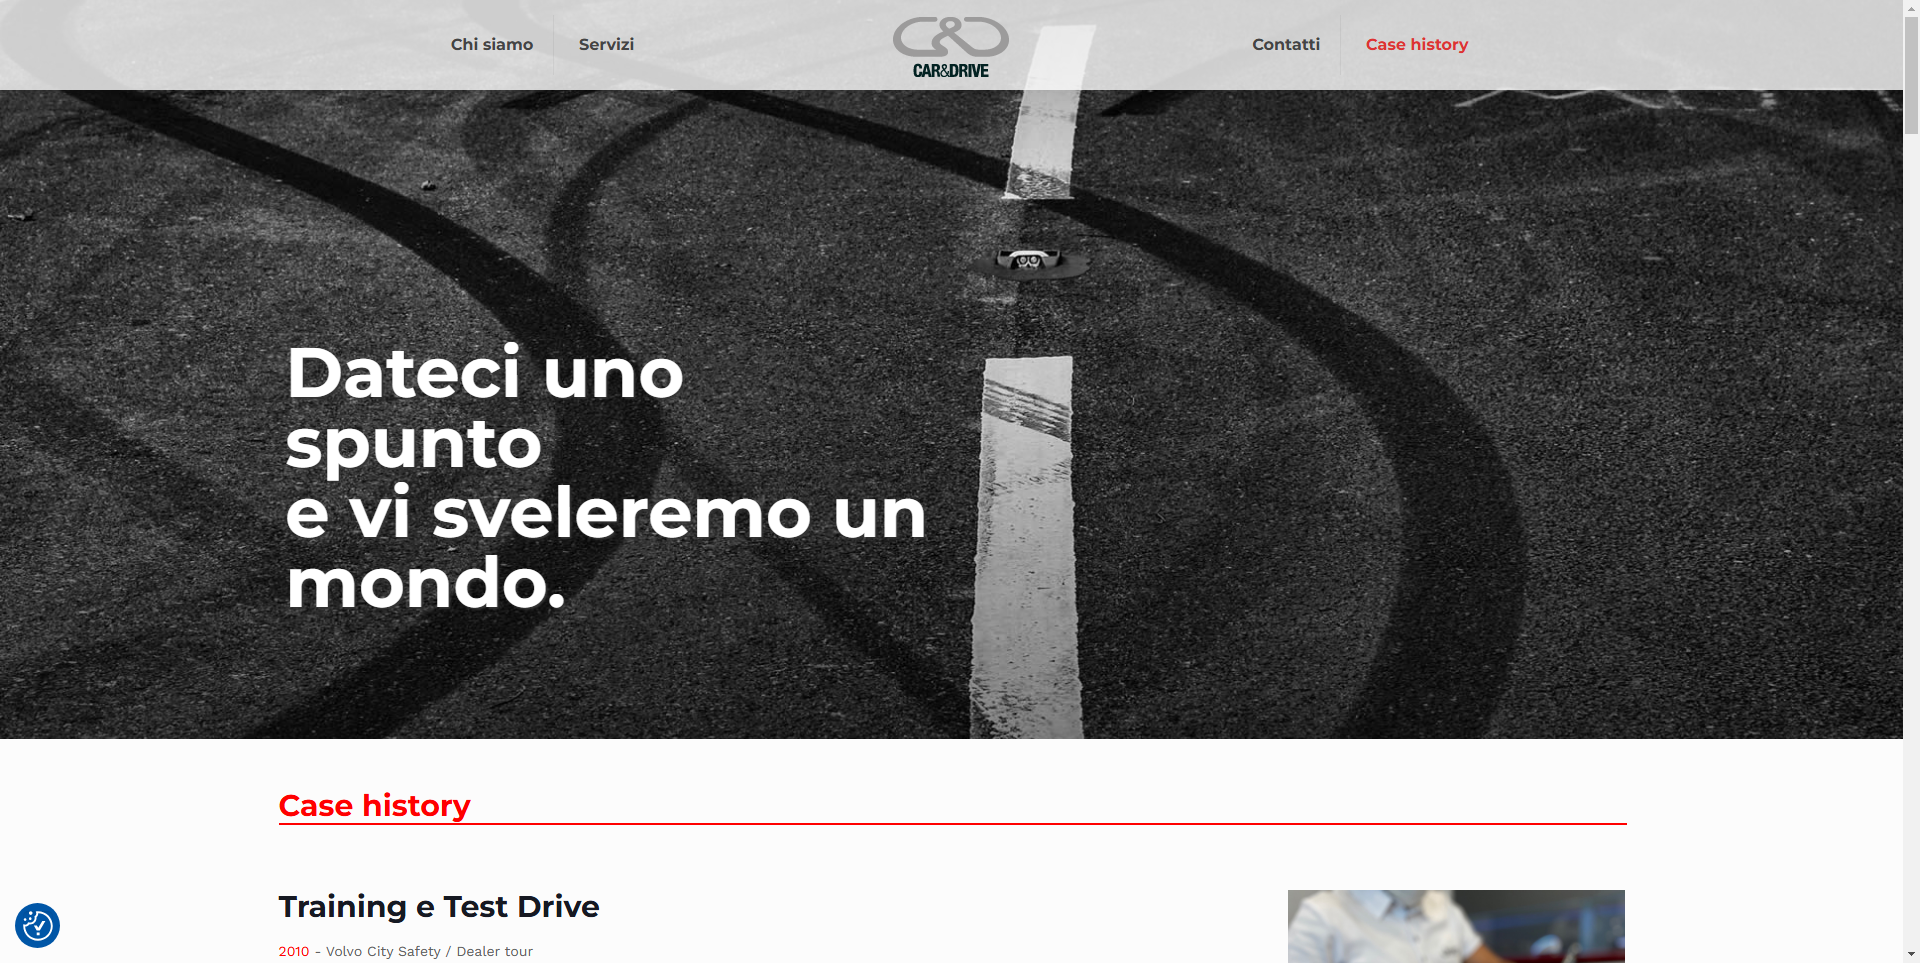 Chi siamo
Servizi
CAR&DRIVE
Contatti
Case history
Dateci uno
spunto
e vi sveleremo un
mondo.
Case history
Training e Test Drive
2010 - Volvo City Safety / Dealer tour